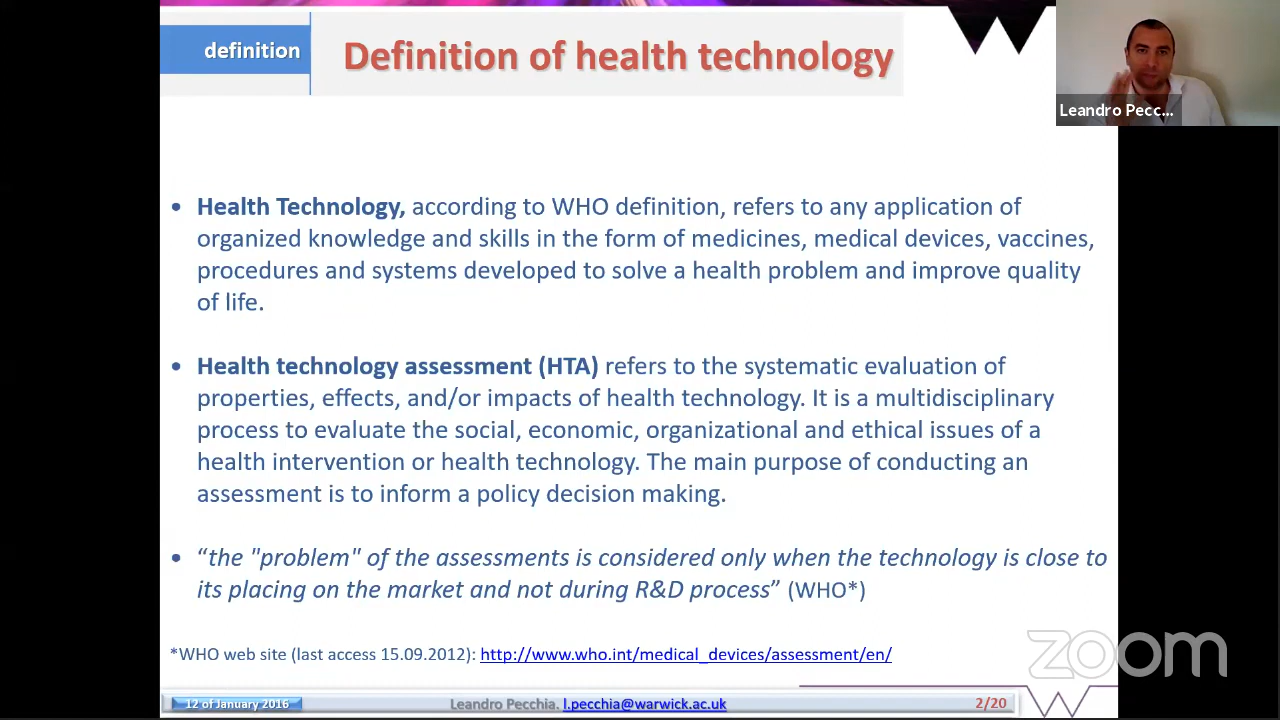 definition
Definition of health technology
Leandro Pecc...
• Health Technology, according to WHO definition, refers to any application of
organized knowledge and skills in the form of medicines, medical devices, vaccines,
procedures and systems developed to solve a health problem and improve quality
of life.
• Health technology assessment (HTA) refers to the systematic evaluation of
properties, effects, and/or impacts of health technology. It is a multidisciplinary
process to evaluate the social, economic, organizational and ethical issues of a
health intervention or health technology. The main purpose of conducting an
assessment is to inform a policy decision making.
• “the "problem" of the assessments is considered only when the technology is close to
its placing on the market and not during R&D process” (WHO*)
*WHO web site (last access 15.09.2012): http://www.who.int/medical_devices/assessment/en/
zoom
12 of January 2016
Leandro Pecchia. l.pecchia@warwick.ac.uk
2/20